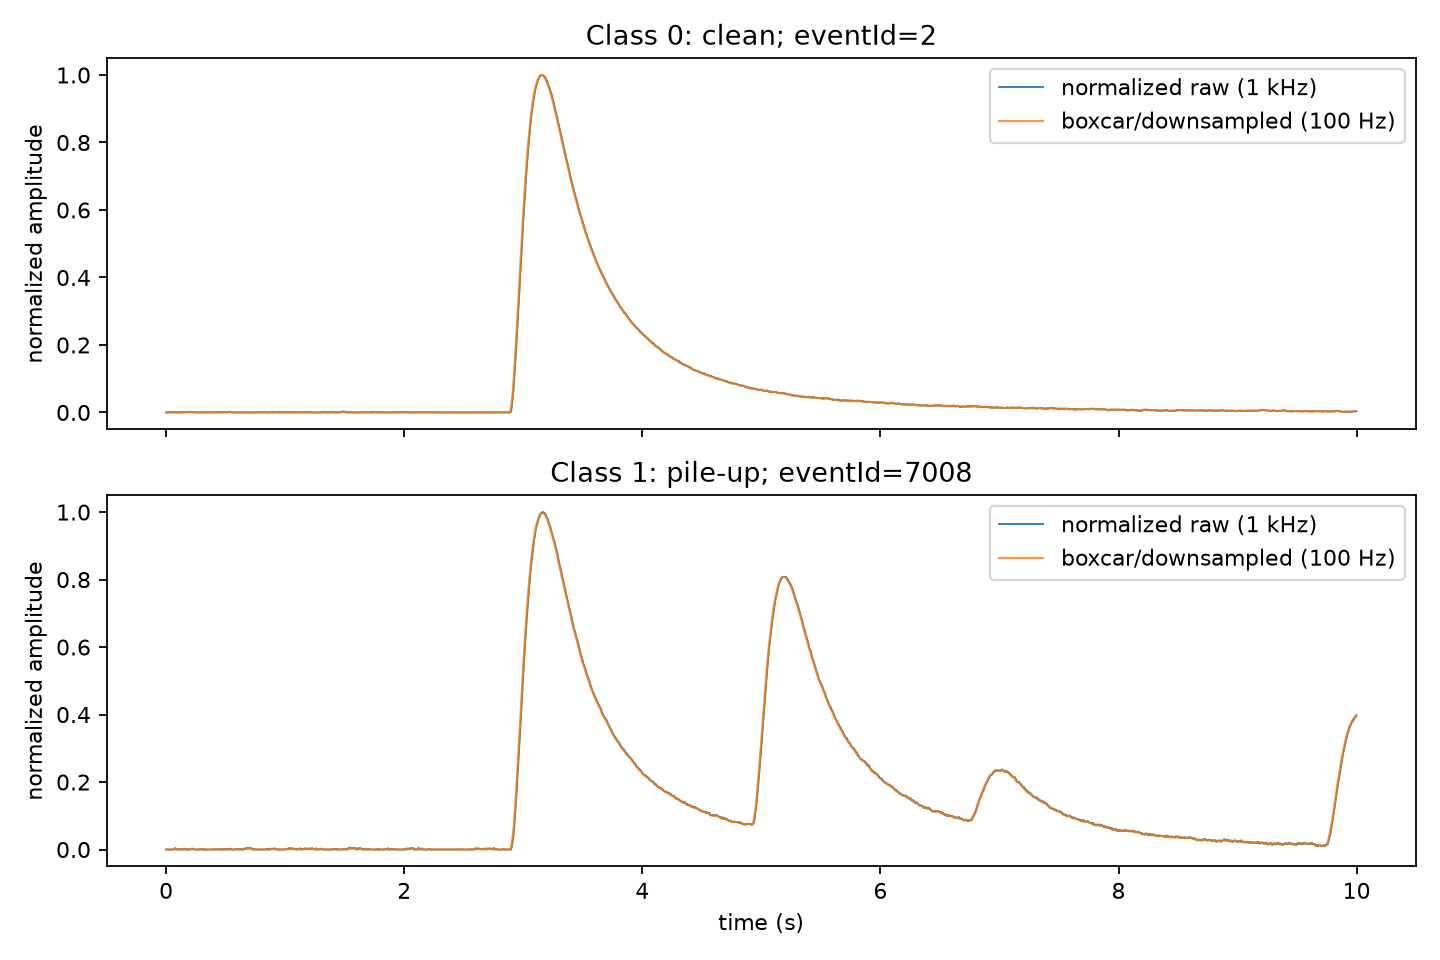 Class 0: clean; eventId=2
normalized amplitude
1.0
0.8
0.6
0.4
0.2
0.0
normalized raw (1 kHz)
boxcar/downsampled (100 Hz)
Class 1: pile-up; eventId=7008
normalized amplitude
1.0
0.8
0.6
0.4
0.2
0.0
normalized raw (1 kHz)
boxcar/downsampled (100 Hz)
0 2 4 6 8 10
time (s)